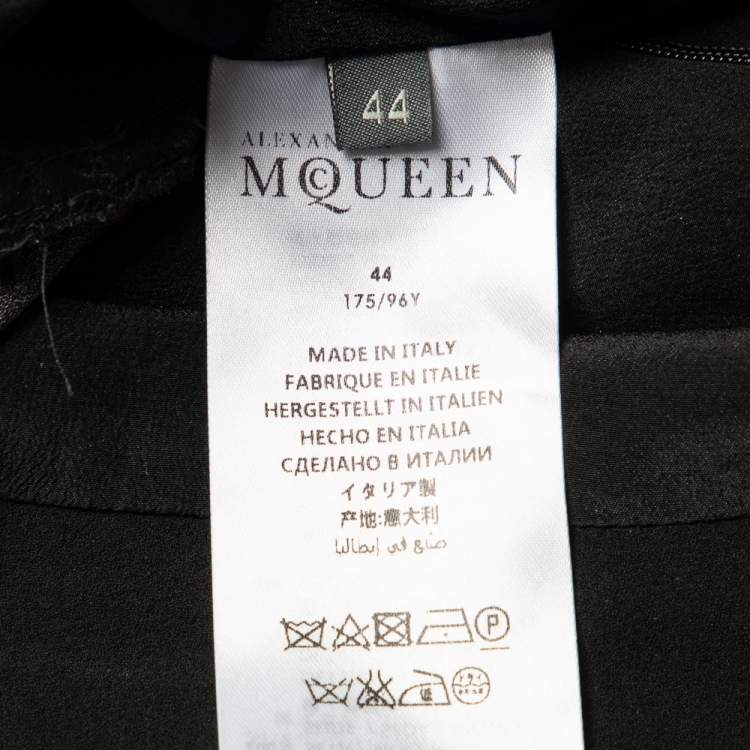 44
ALEXAN
McQUEEN
44
175/96Y
MADE IN ITALY
FABRIQUE EN ITALIE
HERGESTELLT IN ITALIEN
HECHO EN ITALIA
СДЕЛАНО В ИТАЛИИ
イタリア製
产地:意大利
صنع في إيطاليا
P